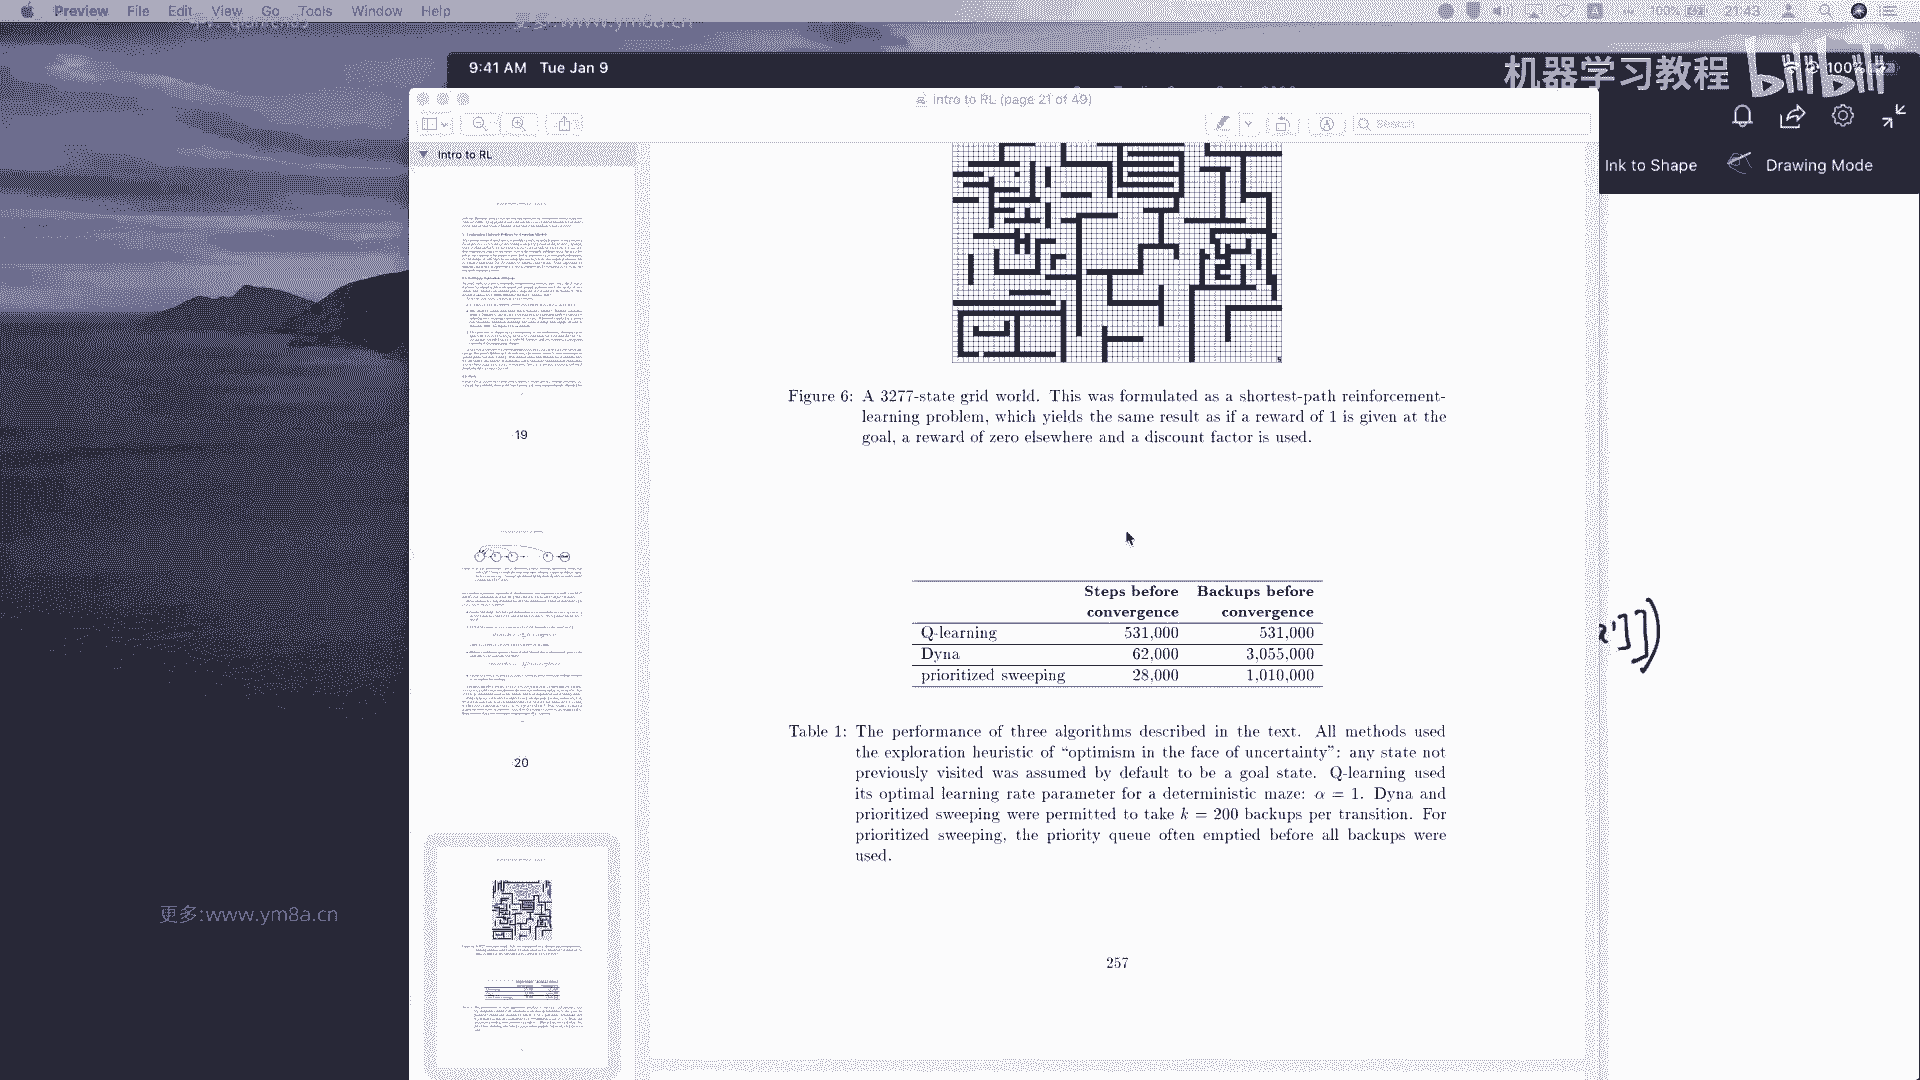 Preview File Edit View Go Tools Window Help
更多:www.ym8a.cn
100% 21:43
9:41 AM Tue Jan 9
机器学习教程 bilibili
100%
Intro to RL (page 21 of 49)
Search
Intro to RL
Ink to Shape
Drawing Mode
19
20
Figure 6: A 3277-state grid world. This was formulated as a shortest-path reinforcement-
learning problem, which yields the same result as if a reward of 1 is given at the
goal, a reward of zero elsewhere and a discount factor is used.
Steps before Backups before
convergence convergence
Q-learning 531,000 531,000
Dyna 62,000 3,055,000
prioritized sweeping 28,000 1,010,000
Table 1: The performance of three algorithms described in the text. All methods used
the exploration heuristic of “optimism in the face of uncertainty”: any state not
previously visited was assumed by default to be a goal state. Q-learning used
its optimal learning rate parameter for a deterministic maze: α = 1. Dyna and
prioritized sweeping were permitted to take k = 200 backups per transition. For
prioritized sweeping, the priority queue often emptied before all backups were
used.
257
更多:www.ym8a.cn